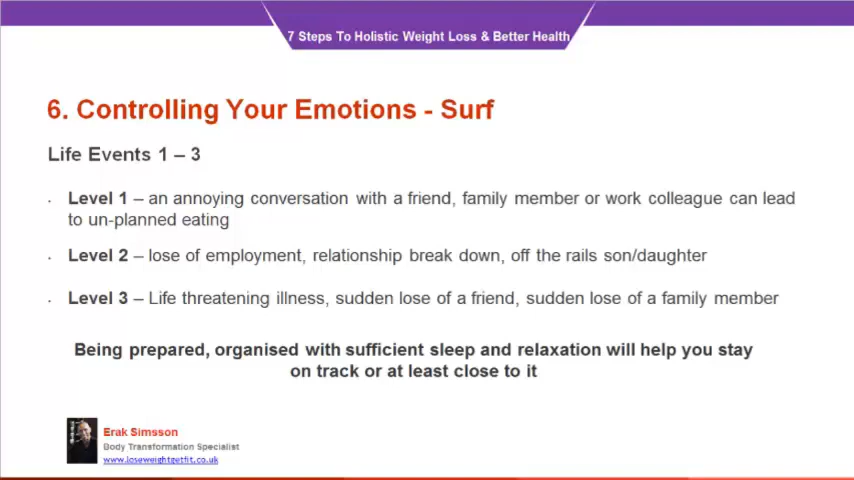 7 Steps To Holistic Weight Loss & Better Health
6. Controlling Your Emotions - Surf
Life Events 1 – 3
· Level 1 – an annoying conversation with a friend, family member or work colleague can lead
to un-planned eating
· Level 2 – lose of employment, relationship break down, off the rails son/daughter
· Level 3 – Life threatening illness, sudden lose of a friend, sudden lose of a family member
Being prepared, organised with sufficient sleep and relaxation will help you stay
on track or at least close to it
Erak Simsson
Body Transformation Specialist
www.loseweightgetfit.co.uk